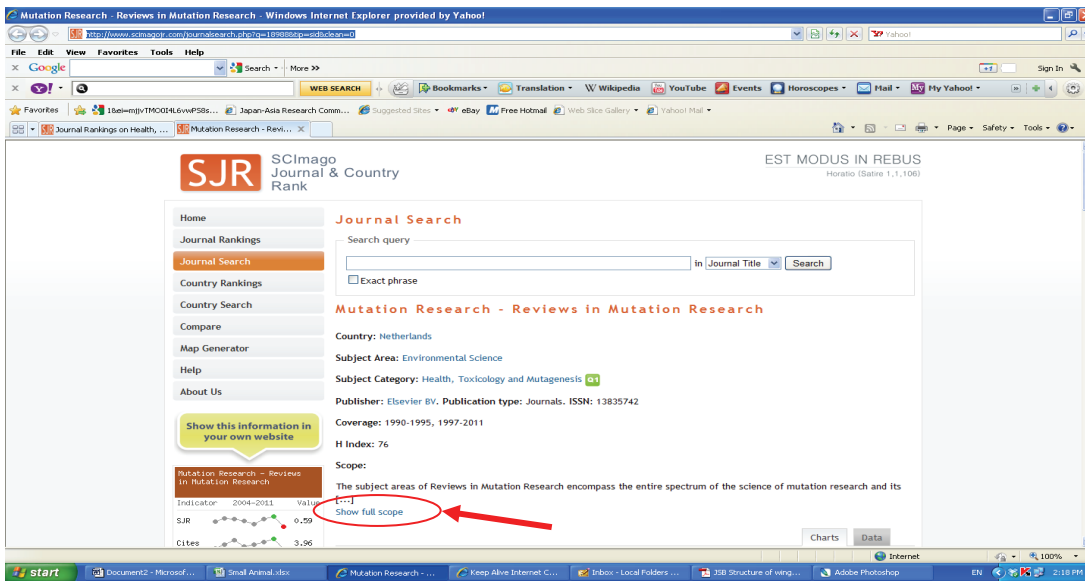 Mutation Research - Reviews in Mutation Research - Windows Internet Explorer provided by Yahoo!
http://www.scimagojr.com/journalsearch.php?q=18988&tip=sid&clean=0
Yahoo!
File Edit View Favorites Tools Help
x Google Search More >> +1 Sign In
x Y! WEB SEARCH Bookmarks Translation W Wikipedia YouTube Events Horoscopes Mail My Yahoo!
Favorites Japan-Asia Research Comm... Suggested Sites eBay Free Hotmail Web Slice Gallery Yahoo! Mail
Journal Rankings on Health, ... Mutation Research - Revi... X Page Safety Tools
SJR SCImago
Journal
& Country
Rank
EST MODUS IN REBUS
Horatio (Satire 1,1,106)
Home
Journal Rankings
Journal Search
Country Rankings
Country Search
Compare
Map Generator
Help
About Us
Show this information in
your own website
Mutation Research - Reviews
in Mutation Research
Indicator 2004-2011 Value
SJR 0.59
Cites 3.96
Journal Search
Search query
in Journal Title Search
Exact phrase
Mutation Research - Reviews in Mutation Research
Country: Netherlands
Subject Area: Environmental Science
Subject Category: Health, Toxicology and Mutagenesis Q1
Publisher: Elsevier BV. Publication type: Journals. ISSN: 13835742
Coverage: 1990-1995, 1997-2011
H Index: 76
Scope:
The subject areas of Reviews in Mutation Research encompass the entire spectrum of the science of mutation research and its
[...]
Show full scope
Charts Data
Internet 100%
start Document2 - Microsof... Small Animal.xlsx Mutation Research - ... Keep Alive Internet C... Inbox - Local Folders ... JSB Structure of wing... Adobe Photoshop EN 2:18 PM